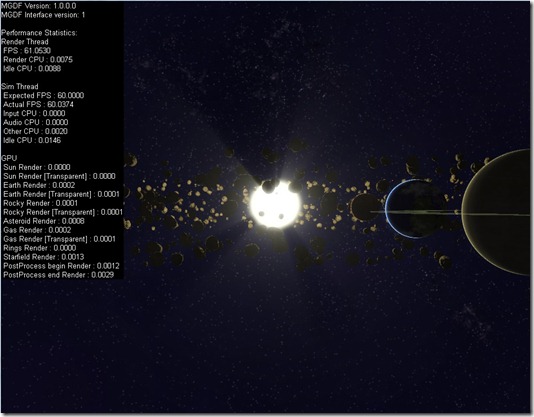 MGDF Version: 1.0.0.0
MGDF Interface version: 1
Performance Statistics:
Render Thread
FPS : 61.0530
Render CPU : 0.0075
Idle CPU : 0.0088
Sim Thread
Expected FPS : 60.0000
Actual FPS : 60.0374
Input CPU : 0.0000
Audio CPU : 0.0000
Other CPU : 0.0020
Idle CPU : 0.0146
GPU
Sun Render : 0.0000
Sun Render [Transparent] : 0.0000
Earth Render : 0.0002
Earth Render [Transparent] : 0.0001
Rocky Render : 0.0001
Rocky Render [Transparent] : 0.0001
Asteroid Render : 0.0008
Gas Render : 0.0002
Gas Render [Transparent] : 0.0001
Rings Render : 0.0000
Starfield Render : 0.0013
PostProcess begin Render : 0.0012
PostProcess end Render : 0.0029